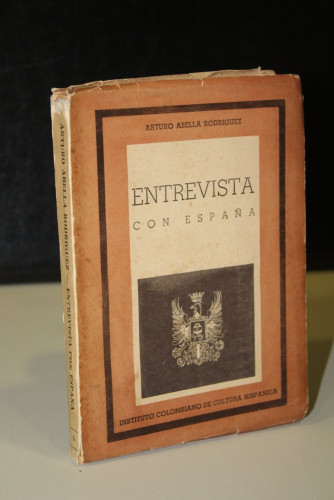 ARTURO ABELLA RODRIGUEZ
ENTREVISTA
CON ESPAÑA
INSTITUTO COLOMBIANO DE CULTURA HISPANICA
ARTURO ABELLA RODRIGUEZ — ENTREVISTA CON ESPAÑA